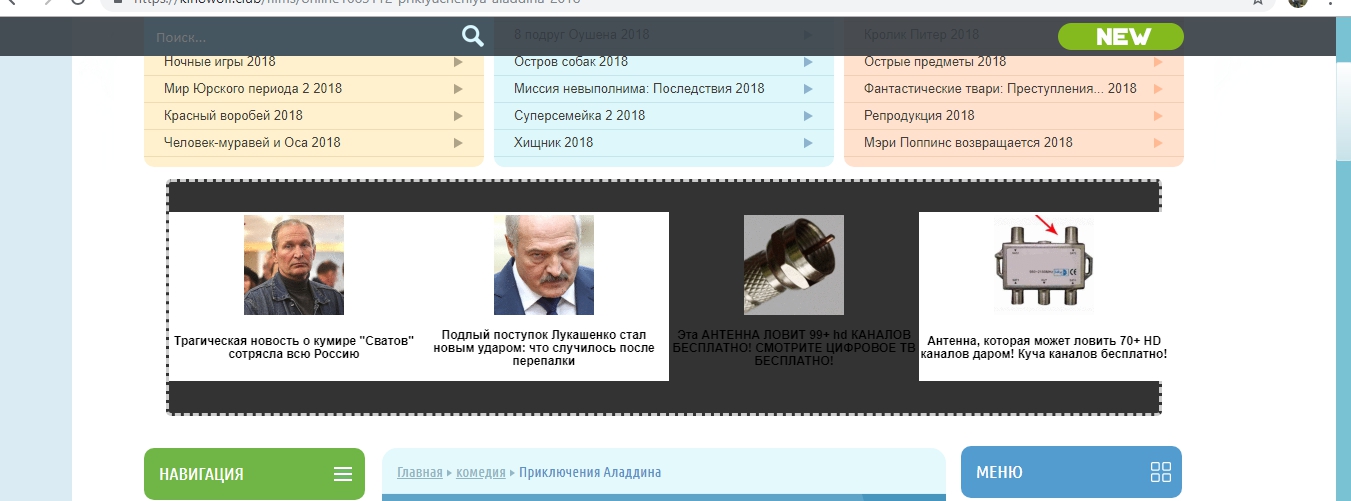 https://kinowolf.club/films/online1005112-priklyucheniya-aladdina-2018
Поиск...
NEW
8 подруг Оушена 2018
Кролик Питер 2018
Ночные игры 2018
Остров собак 2018
Острые предметы 2018
Мир Юрского периода 2 2018
Миссия невыполнима: Последствия 2018
Фантастические твари: Преступления... 2018
Красный воробей 2018
Суперсемейка 2 2018
Репродукция 2018
Человек-муравей и Оса 2018
Хищник 2018
Мэри Поппинс возвращается 2018
Трагическая новость о кумире "Сватов"
сотрясла всю Россию
Подлый поступок Лукашенко стал
новым ударом: что случилось после
перепалки
Эта АНТЕННА ЛОВИТ 99+ hd КАНАЛОВ
БЕСПЛАТНО! СМОТРИТЕ ЦИФРОВОЕ ТВ
БЕСПЛАТНО!
Антенна, которая может ловить 70+ HD
каналов даром! Куча каналов бесплатно!
НАВИГАЦИЯ
Главная
комедия
Приключения Аладдина
МЕНЮ